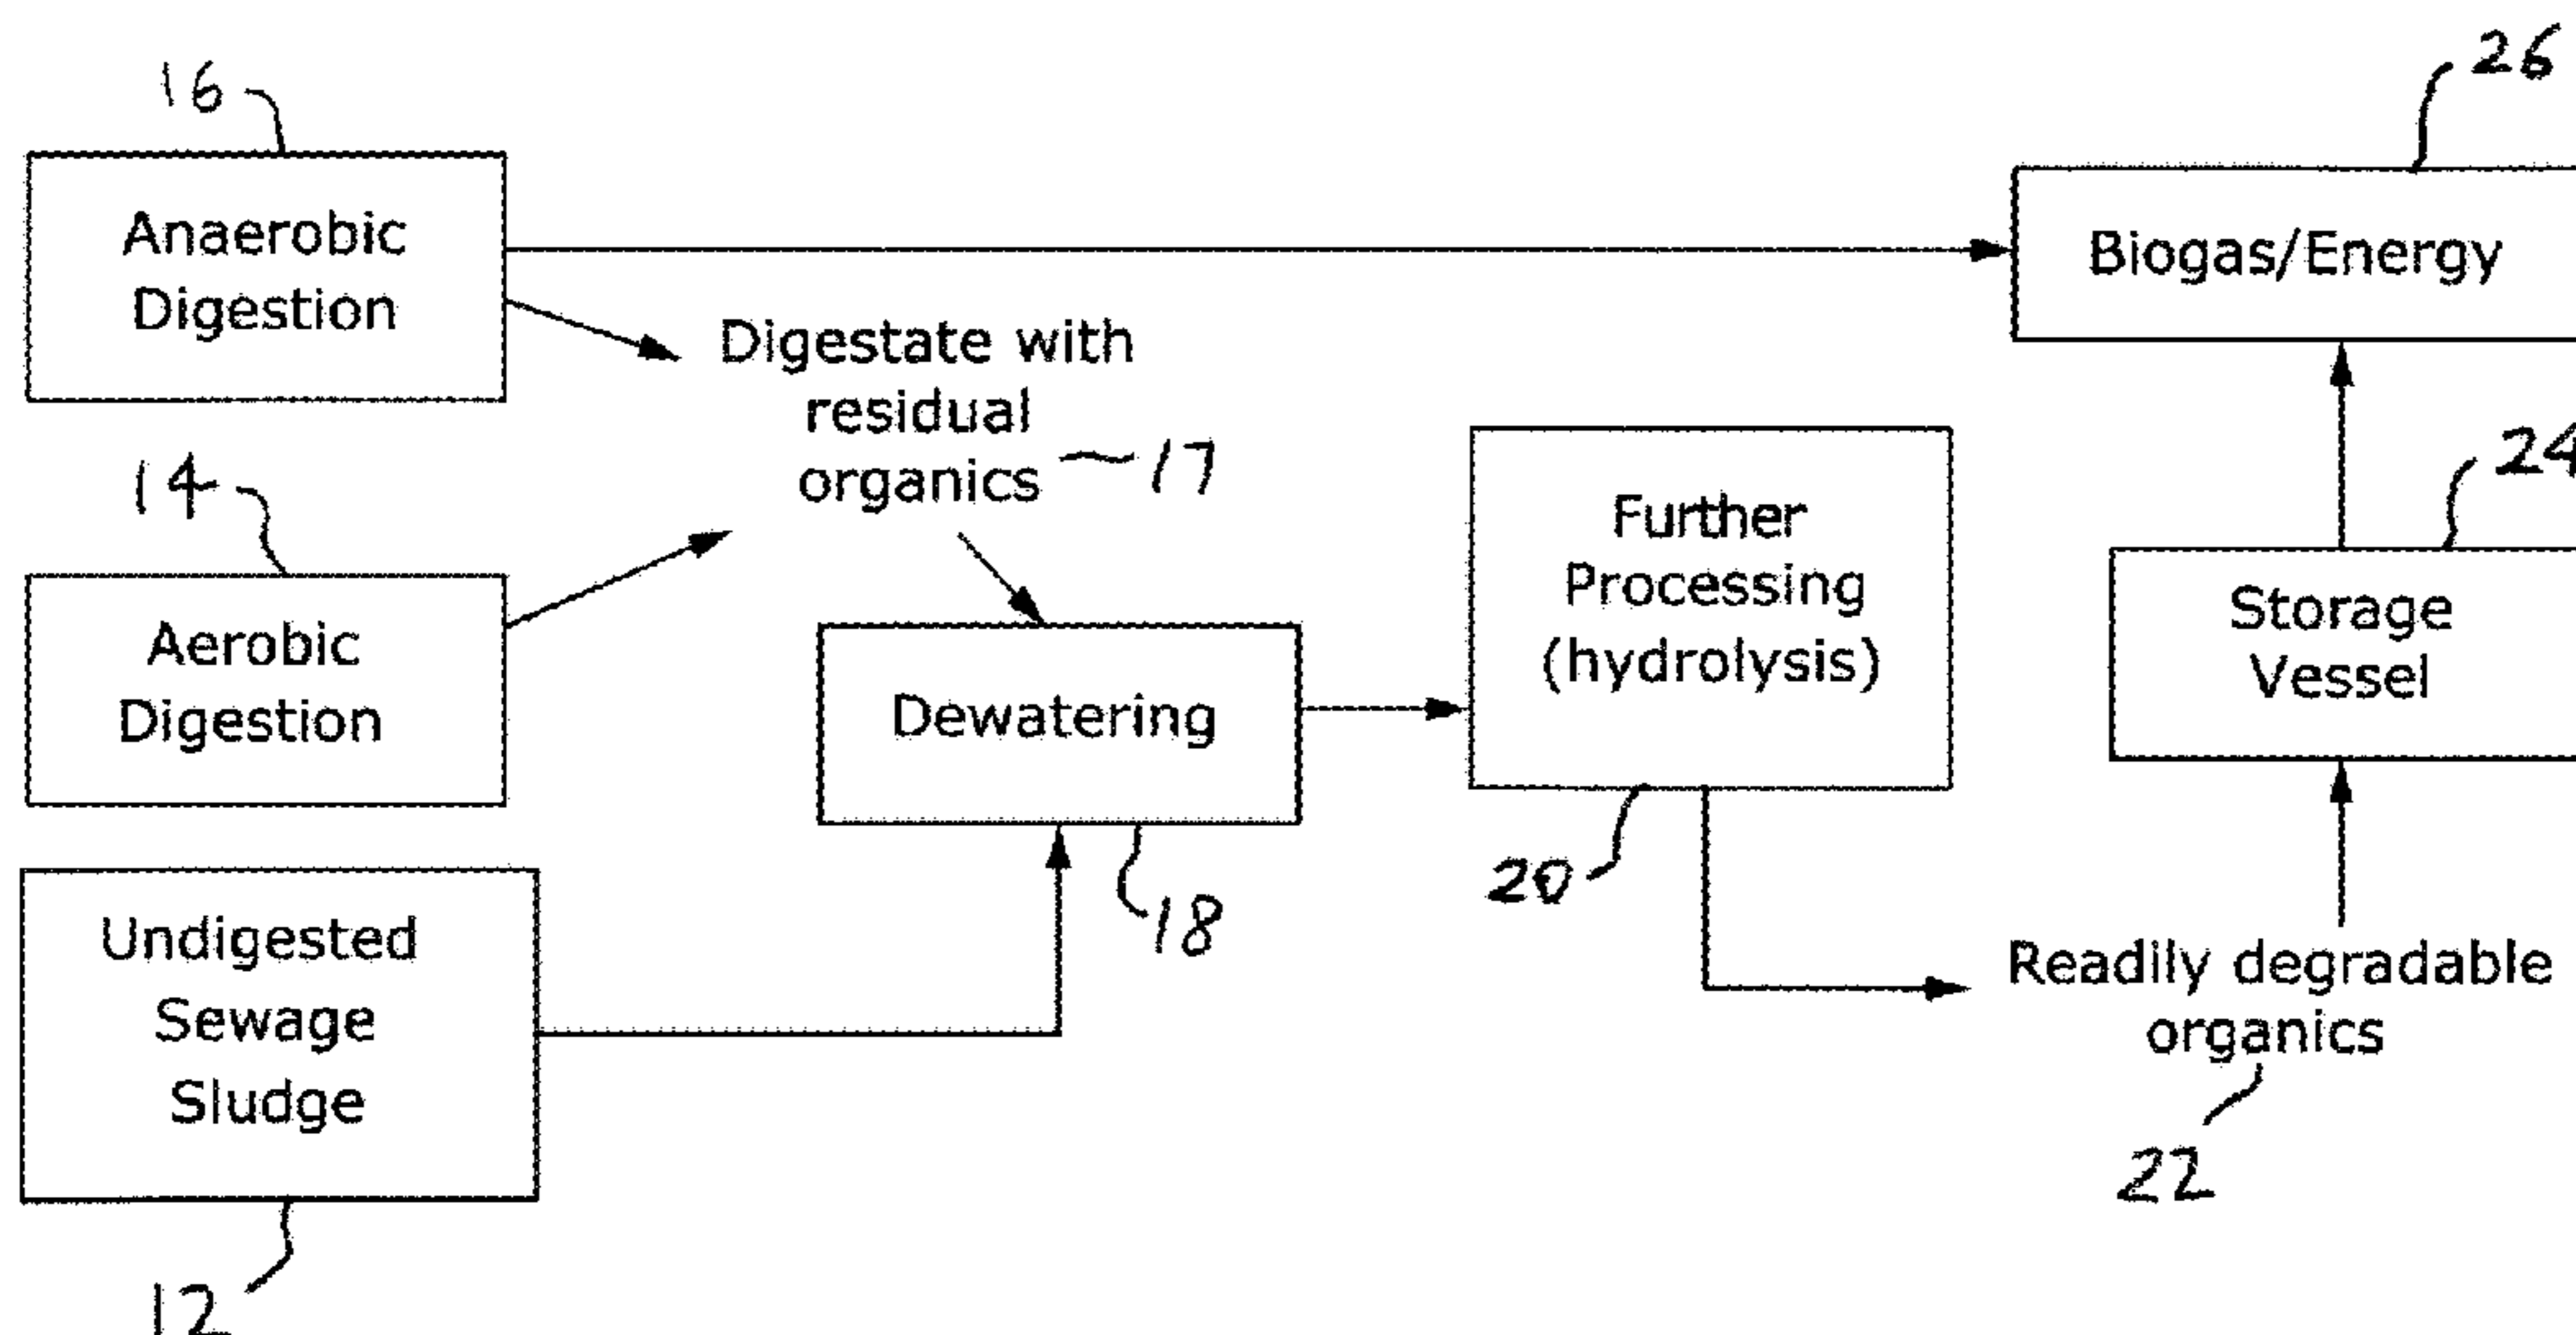 16
Anaerobic
Digestion
26
Biogas/Energy
Digestate with
residual
organics
17
14
Aerobic
Digestion
Dewatering
18
Further
Processing
(hydrolysis)
20
24
Storage
Vessel
Undigested
Sewage
Sludge
12
Readily degradable
organics
22